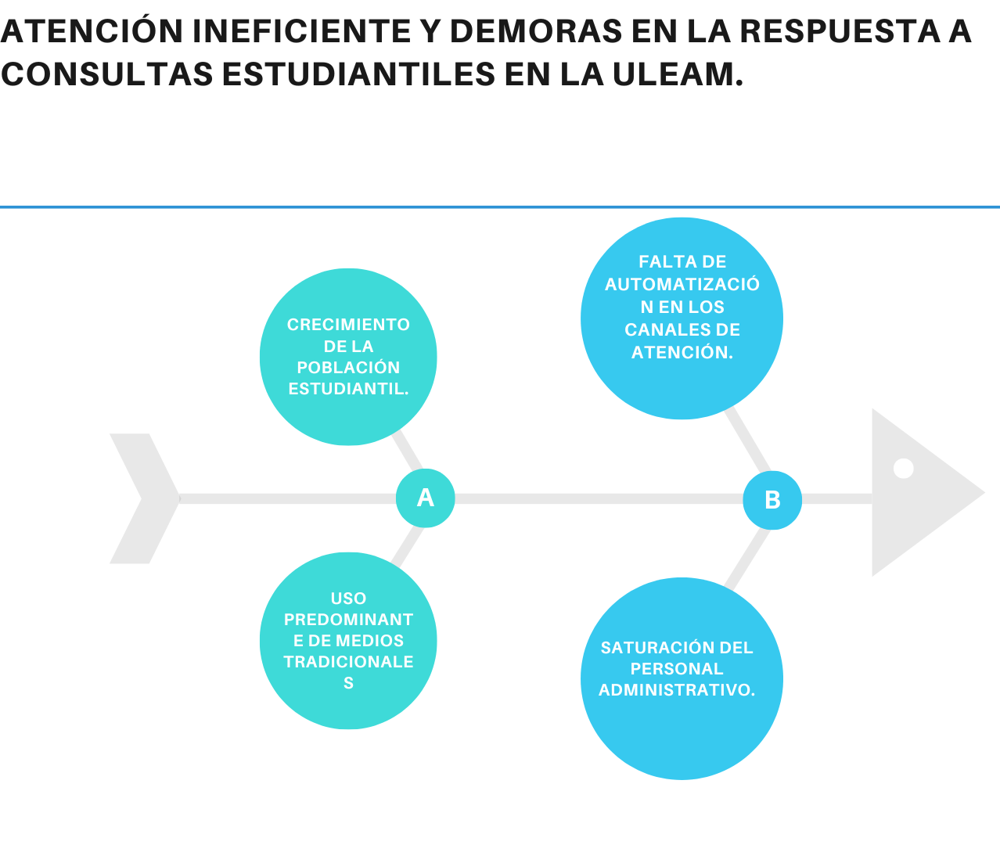 ATENCIÓN INEFICIENTE Y DEMORAS EN LA RESPUESTA A
CONSULTAS ESTUDIANTILES EN LA ULEAM.
FALTA DE
AUTOMATIZACIÓ
N EN LOS
CANALES DE
ATENCIÓN.
CRECIMIENTO
DE LA
POBLACIÓN
ESTUDIANTIL.
A
B
USO
PREDOMINANT
E DE MEDIOS
TRADICIONALE
S
SATURACIÓN DEL
PERSONAL
ADMINISTRATIVO.